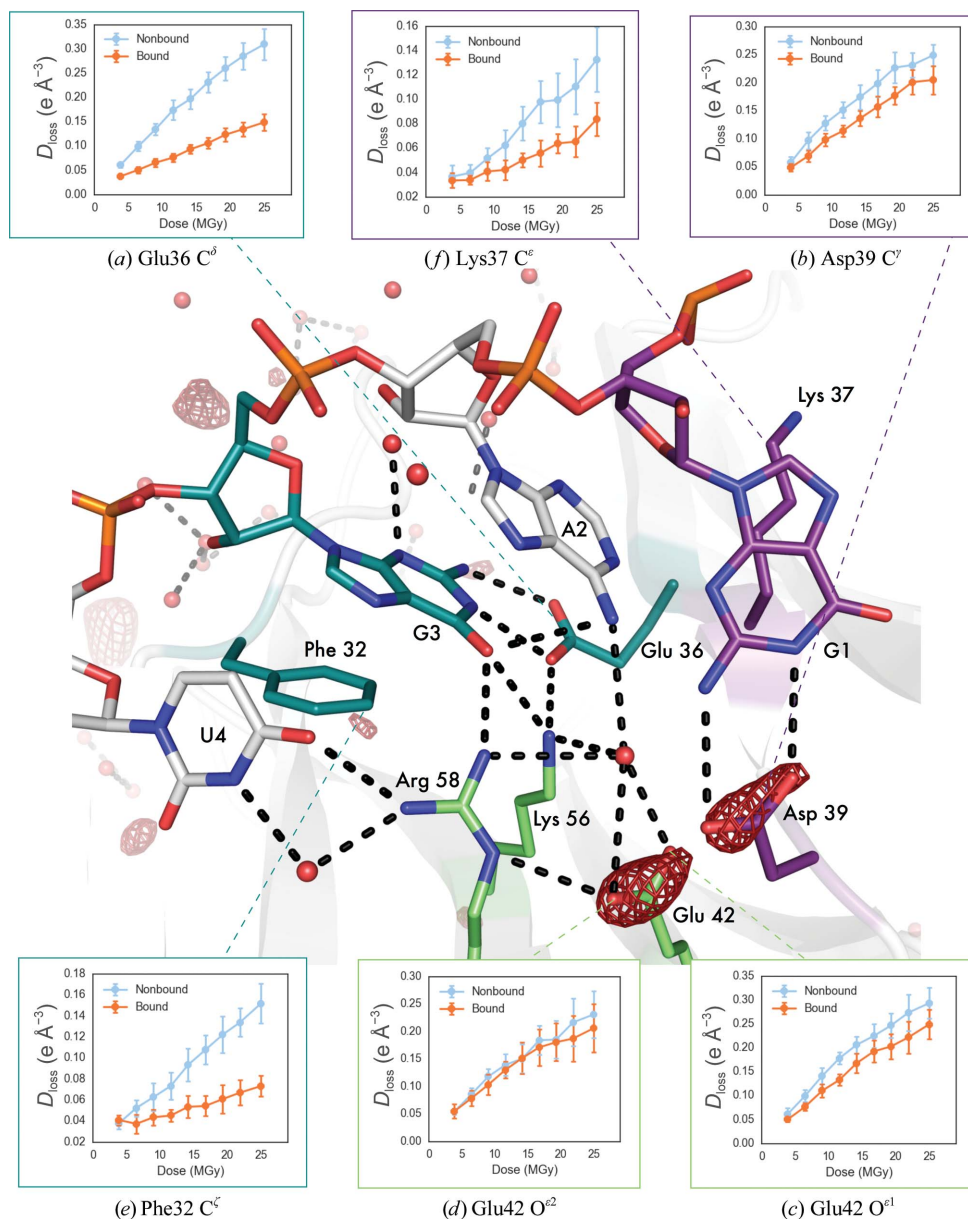 0.35
0.30
0.25
0.20
0.15
0.10
0.05
0.00
D_loss (e Å⁻³)
Nonbound
Bound
0 5 10 15 20 25
Dose (MGy)
(a) Glu36 C^δ
0.16
0.14
0.12
0.10
0.08
0.06
0.04
0.02
D_loss (e Å⁻³)
Nonbound
Bound
0 5 10 15 20 25
Dose (MGy)
(f) Lys37 C^ε
0.30
0.25
0.20
0.15
0.10
0.05
0.00
D_loss (e Å⁻³)
Nonbound
Bound
0 5 10 15 20 25
Dose (MGy)
(b) Asp39 C^γ
Lys 37
A2
G3
Phe 32
Glu 36
G1
U4
Arg 58
Lys 56
Asp 39
Glu 42
0.18
0.16
0.14
0.12
0.10
0.08
0.06
0.04
0.02
D_loss (e Å⁻³)
Nonbound
Bound
0 5 10 15 20 25
Dose (MGy)
(e) Phe32 C^ζ
0.30
0.25
0.20
0.15
0.10
0.05
0.00
D_loss (e Å⁻³)
Nonbound
Bound
0 5 10 15 20 25
Dose (MGy)
(d) Glu42 O^ε2
0.35
0.30
0.25
0.20
0.15
0.10
0.05
0.00
D_loss (e Å⁻³)
Nonbound
Bound
0 5 10 15 20 25
Dose (MGy)
(c) Glu42 O^ε1